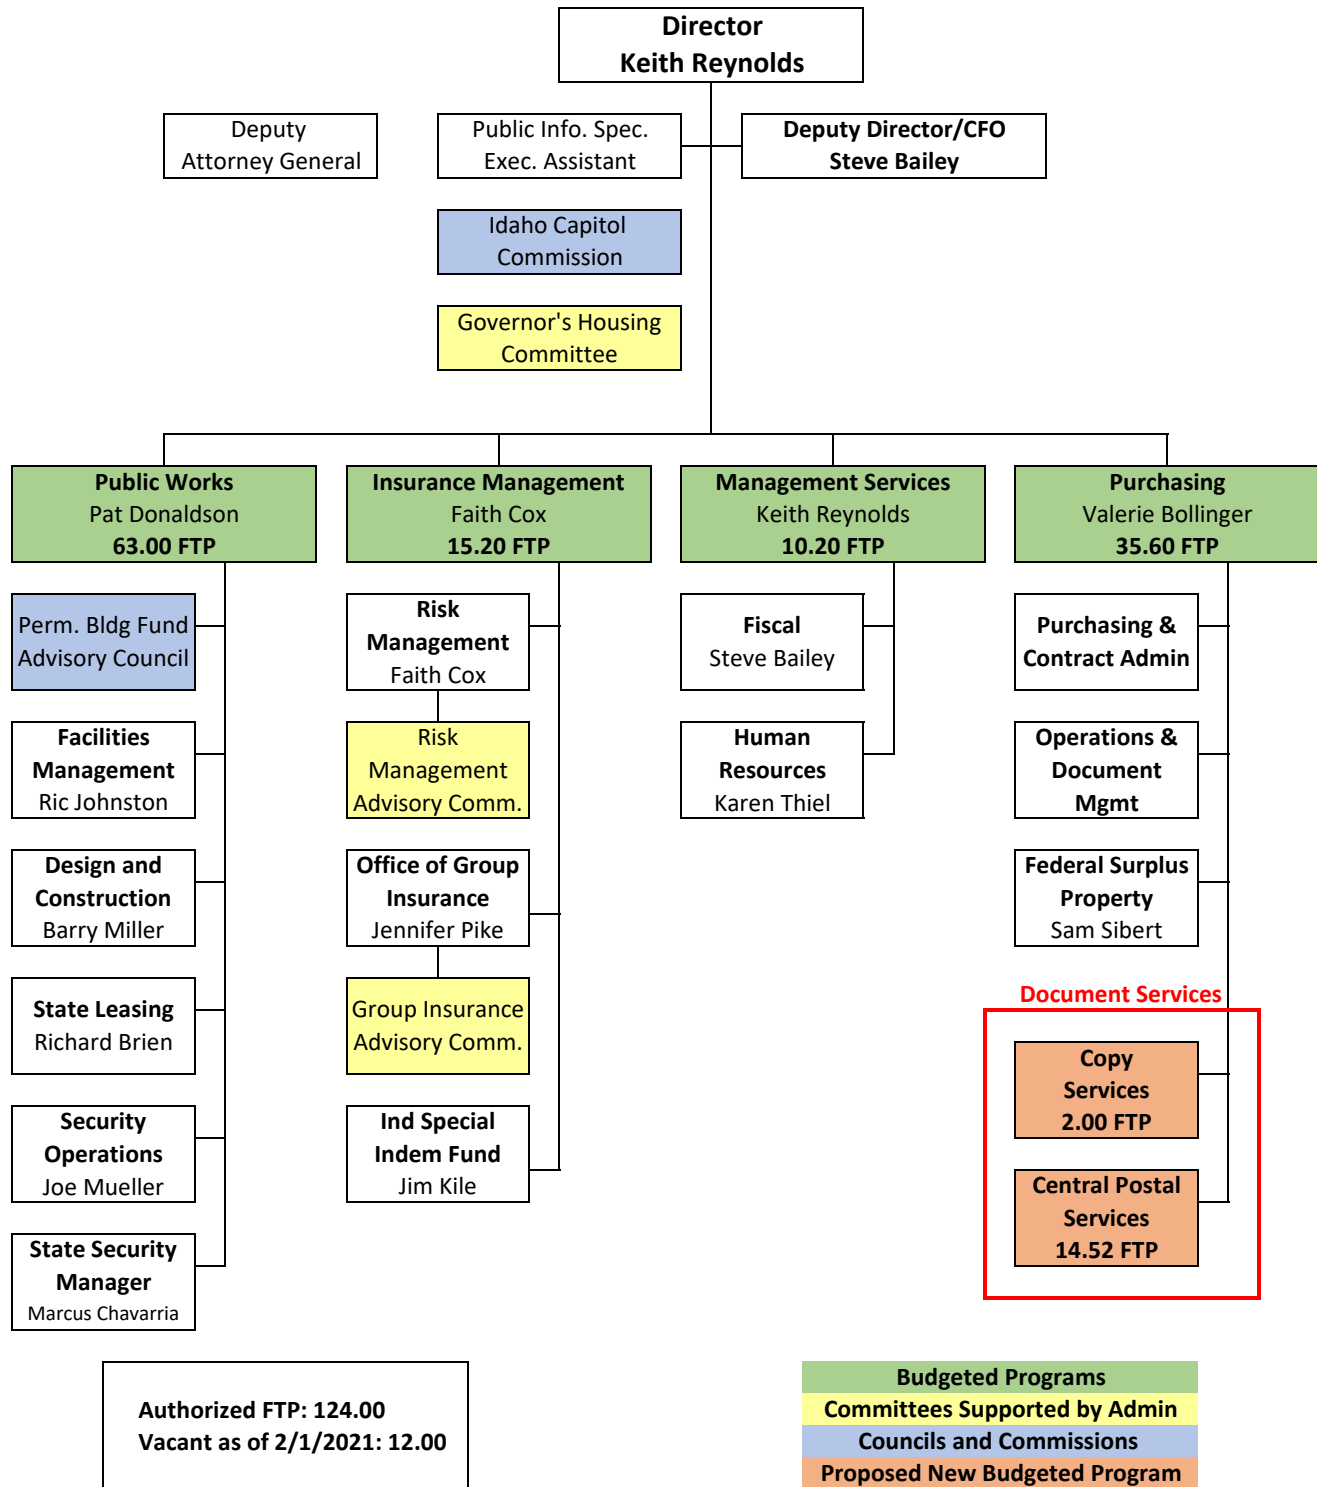 Director
Keith Reynolds
Deputy
Attorney General
Public Info. Spec.
Exec. Assistant
Deputy Director/CFO
Steve Bailey
Idaho Capitol
Commission
Governor's Housing
Committee
Public Works
Pat Donaldson
63.00 FTP
Insurance Management
Faith Cox
15.20 FTP
Management Services
Keith Reynolds
10.20 FTP
Purchasing
Valerie Bollinger
35.60 FTP
Perm. Bldg Fund
Advisory Council
Facilities
Management
Ric Johnston
Design and
Construction
Barry Miller
State Leasing
Richard Brien
Security
Operations
Joe Mueller
State Security
Manager
Marcus Chavarria
Risk
Management
Faith Cox
Risk
Management
Advisory Comm.
Office of Group
Insurance
Jennifer Pike
Group Insurance
Advisory Comm.
Ind Special
Indem Fund
Jim Kile
Fiscal
Steve Bailey
Human
Resources
Karen Thiel
Purchasing &
Contract Admin
Operations &
Document
Mgmt
Federal Surplus
Property
Sam Sibert
Document Services
Copy
Services
2.00 FTP
Central Postal
Services
14.52 FTP
Authorized FTP: 124.00
Vacant as of 2/1/2021: 12.00
Budgeted Programs
Committees Supported by Admin
Councils and Commissions
Proposed New Budgeted Program